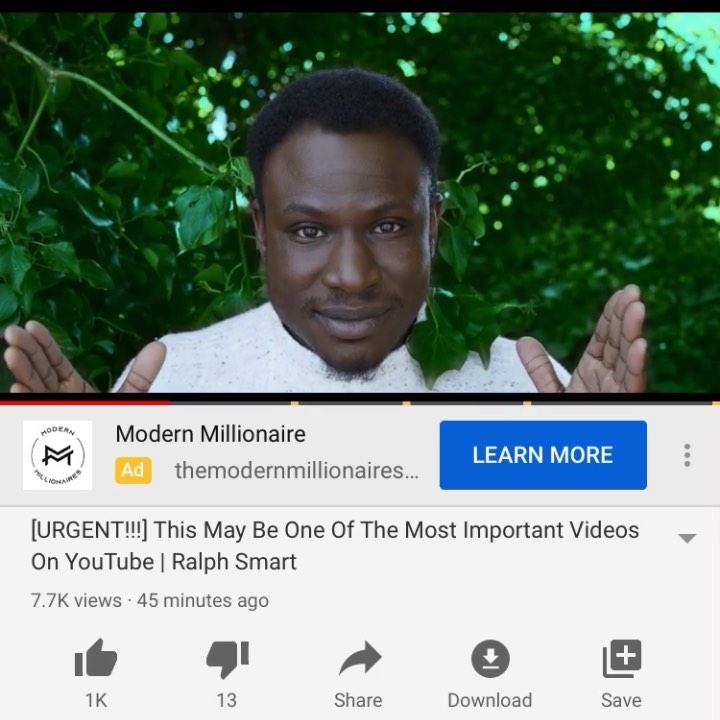 MODERN
MILLIONAIRES
Modern Millionaire
Ad themodernmillionaires...
LEARN MORE
[URGENT!!!] This May Be One Of The Most Important Videos
On YouTube | Ralph Smart
7.7K views · 45 minutes ago
1K
13
Share
Download
Save